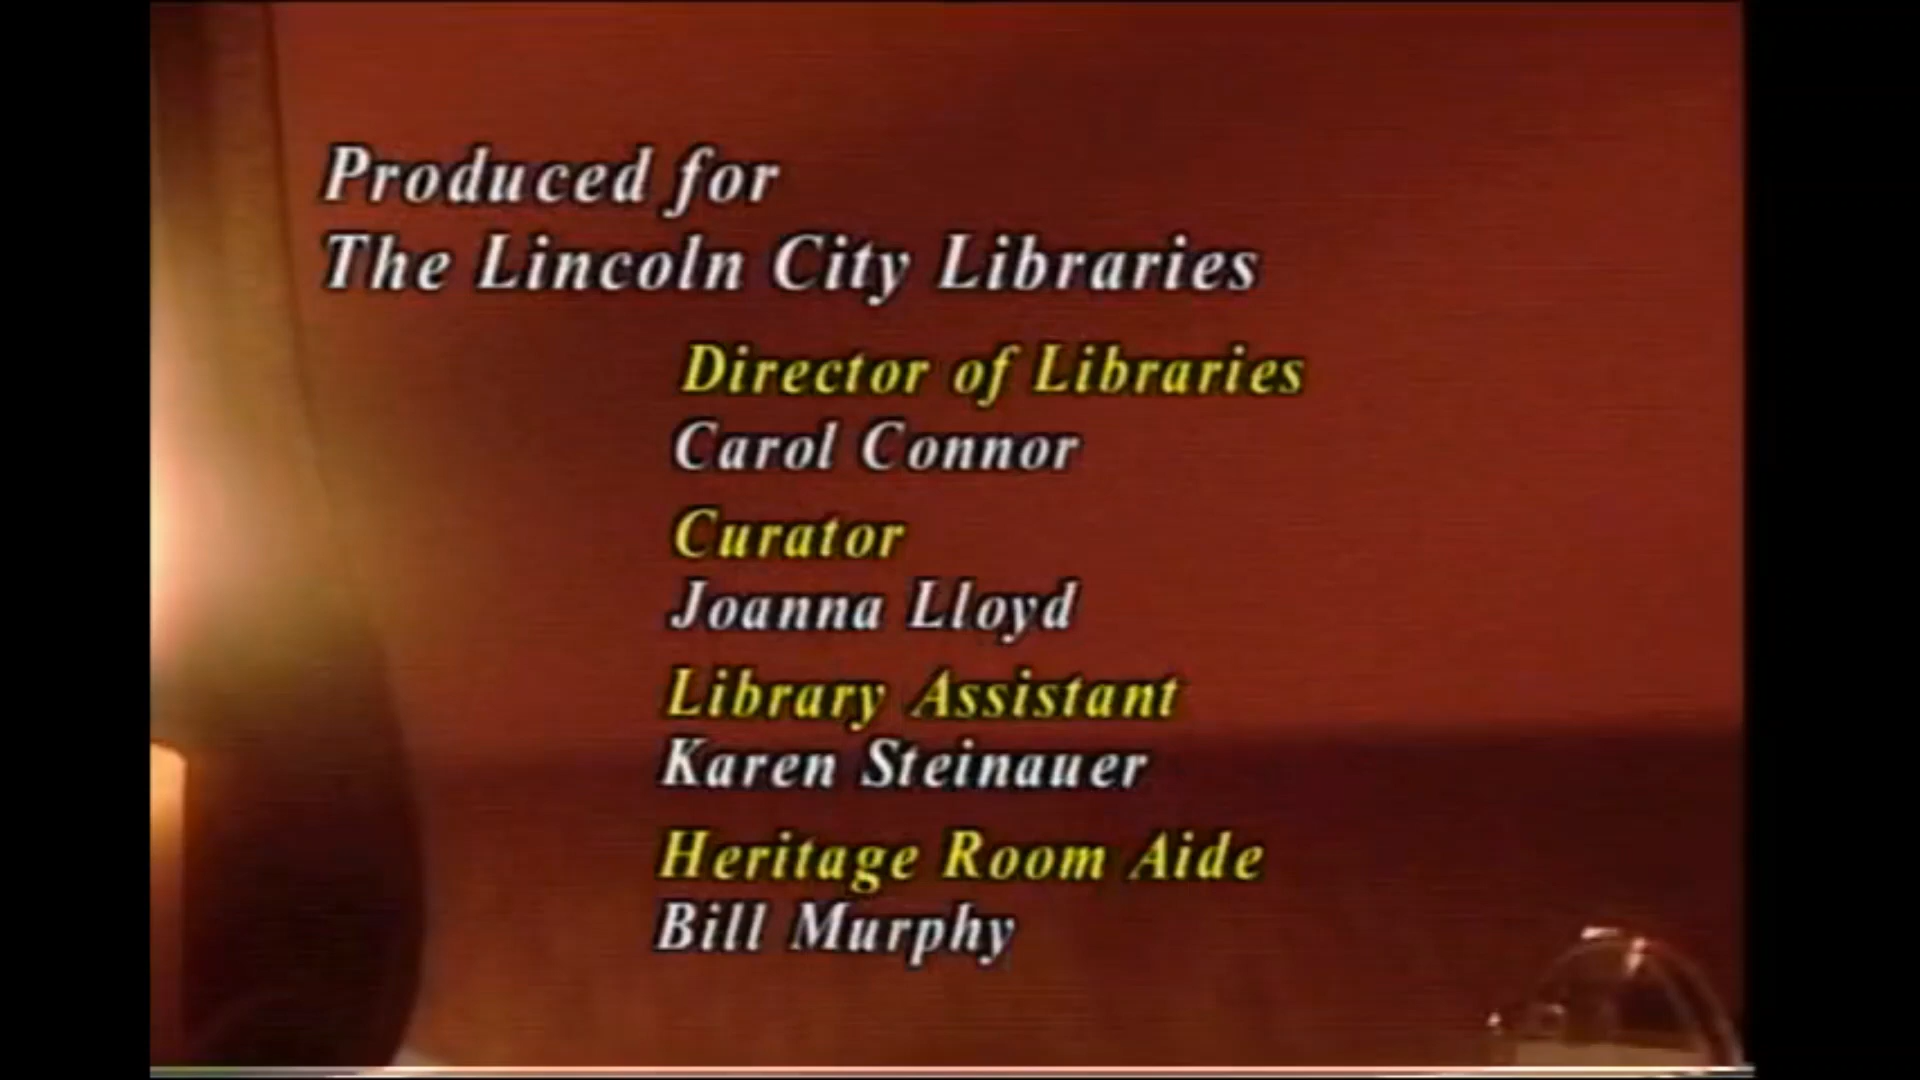 Produced for
The Lincoln City Libraries
Director of Libraries
Carol Connor
Curator
Joanna Lloyd
Library Assistant
Karen Steinauer
Heritage Room Aide
Bill Murphy